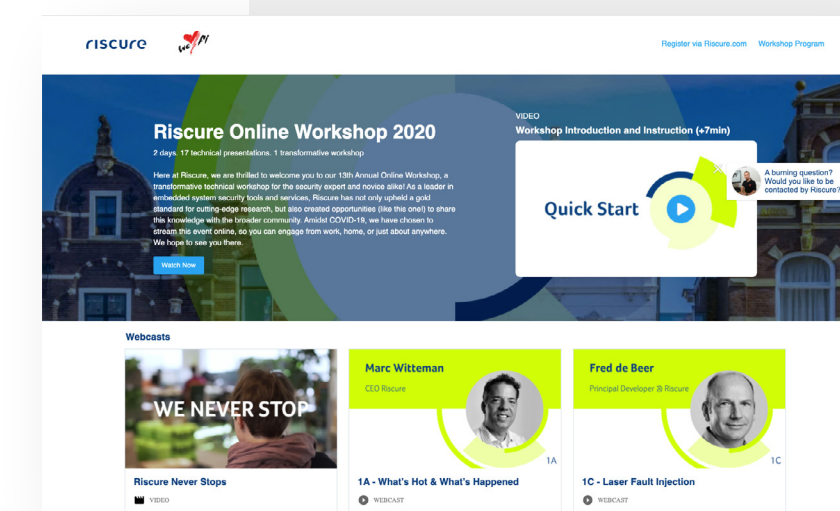 riscure
we PI
Register via Riscure.com Workshop Program
Riscure Online Workshop 2020
2 days. 17 technical presentations. 1 transformative workshop
Here at Riscure, we are thrilled to welcome you to our 13th Annual Online Workshop, a
transformative technical workshop for the security expert and novice alike! As a leader in
embedded system security tools and services, Riscure has not only upheld a gold
standard for cutting-edge research, but also created opportunities (like this one!) to share
this knowledge with the broader community. Amidst COVID-19, we have chosen to
stream this event online, so you can engage from work, home, or just about anywhere.
We hope to see you there.
Watch Now
VIDEO
Workshop Introduction and Instruction (+7min)
Quick Start
A burning question?
Would you like to be
contacted by Riscure?
Webcasts
WE NEVER STOP
Riscure Never Stops
VIDEO
Marc Witteman
CEO Riscure
1A
1A - What's Hot & What's Happened
WEBCAST
Fred de Beer
Principal Developer @ Riscure
1C
1C - Laser Fault Injection
WEBCAST